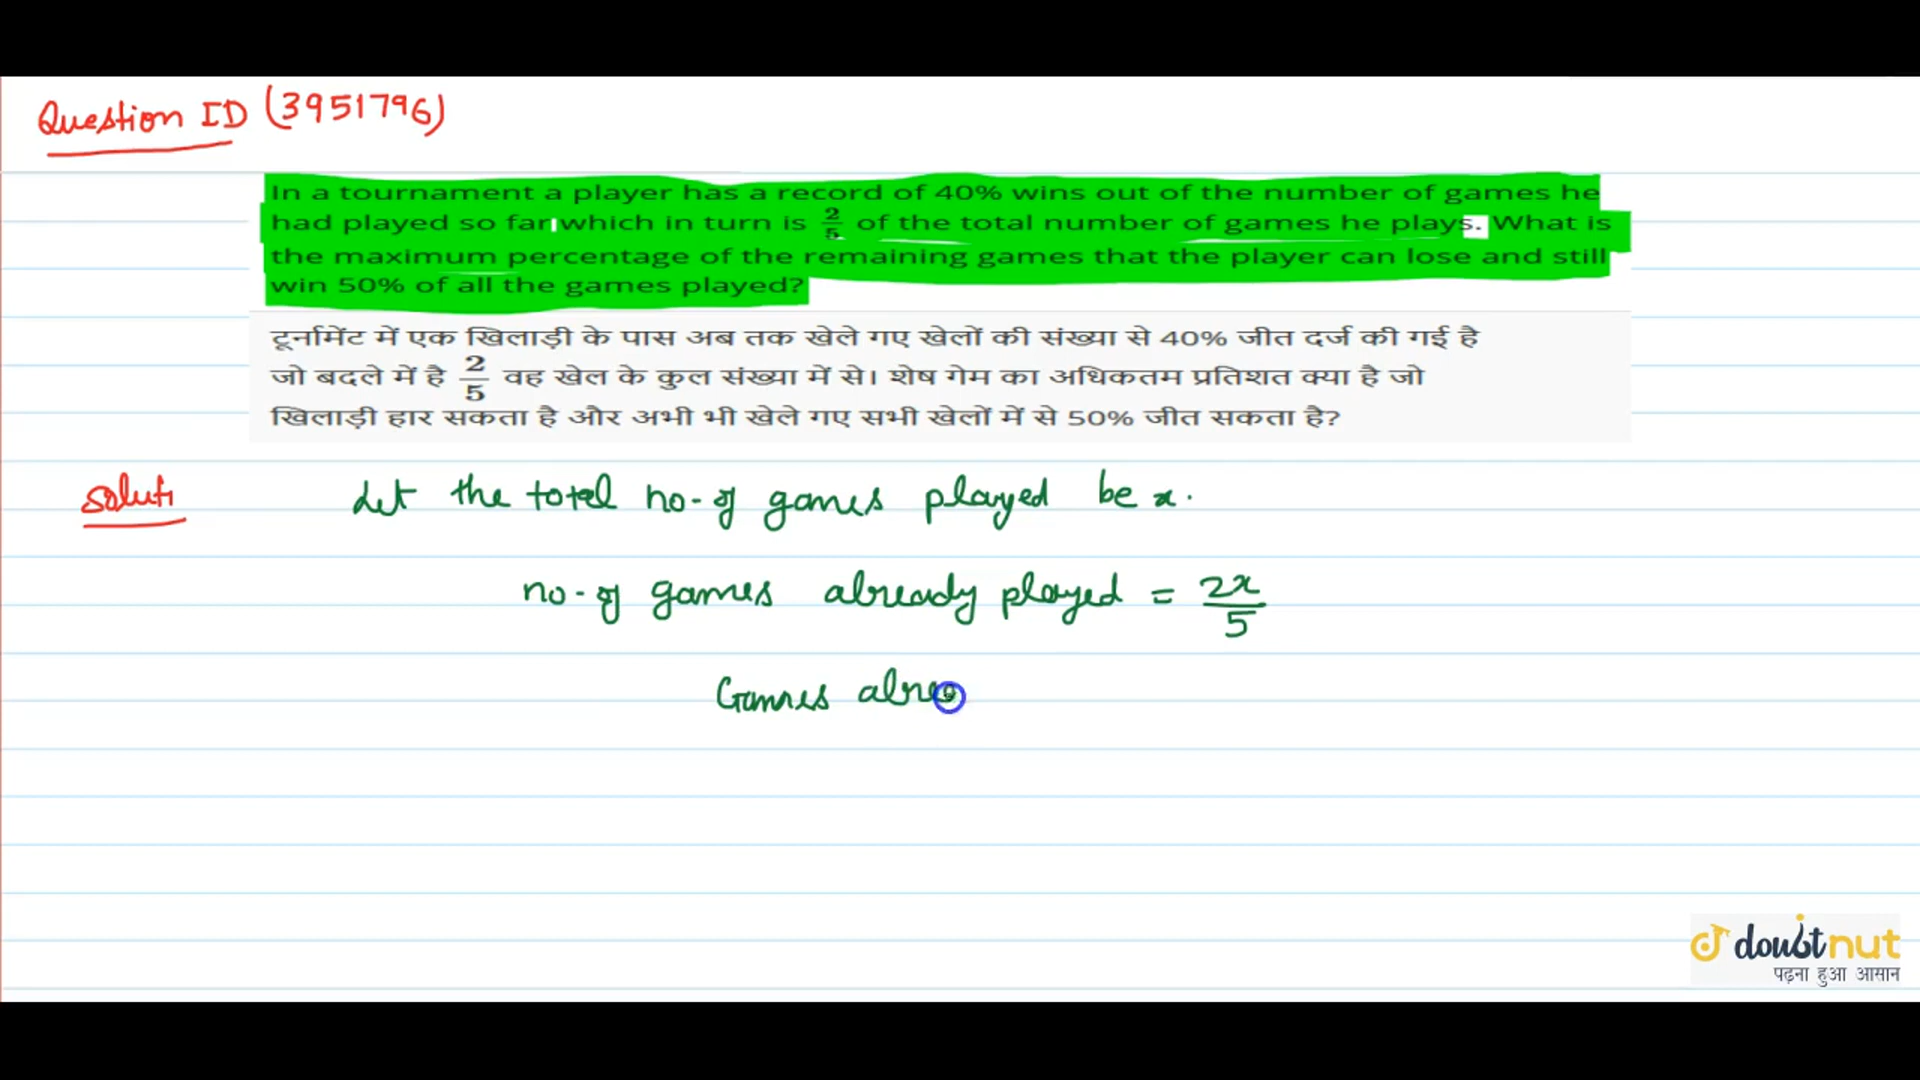 Question ID (3951796)
In a tournament a player has a record of 40% wins out of the number of games he
had played so far which in turn is 2/5 of the total number of games he plays. What is
the maximum percentage of the remaining games that the player can lose and still
win 50% of all the games played?
टूर्नामेंट में एक खिलाड़ी के पास अब तक खेले गए खेलों की संख्या से 40% जीत दर्ज की गई है
जो बदले में है 2/5 वह खेल के कुल संख्या में से। शेष गेम का अधिकतम प्रतिशत क्या है जो
खिलाड़ी हार सकता है और अभी भी खेले गए सभी खेलों में से 50% जीत सकता है?
Soluti Let the total no- of games played be x.
no- of games already played = 2x/5
Games alrea
doubtnut
पढ़ना हुआ आसान